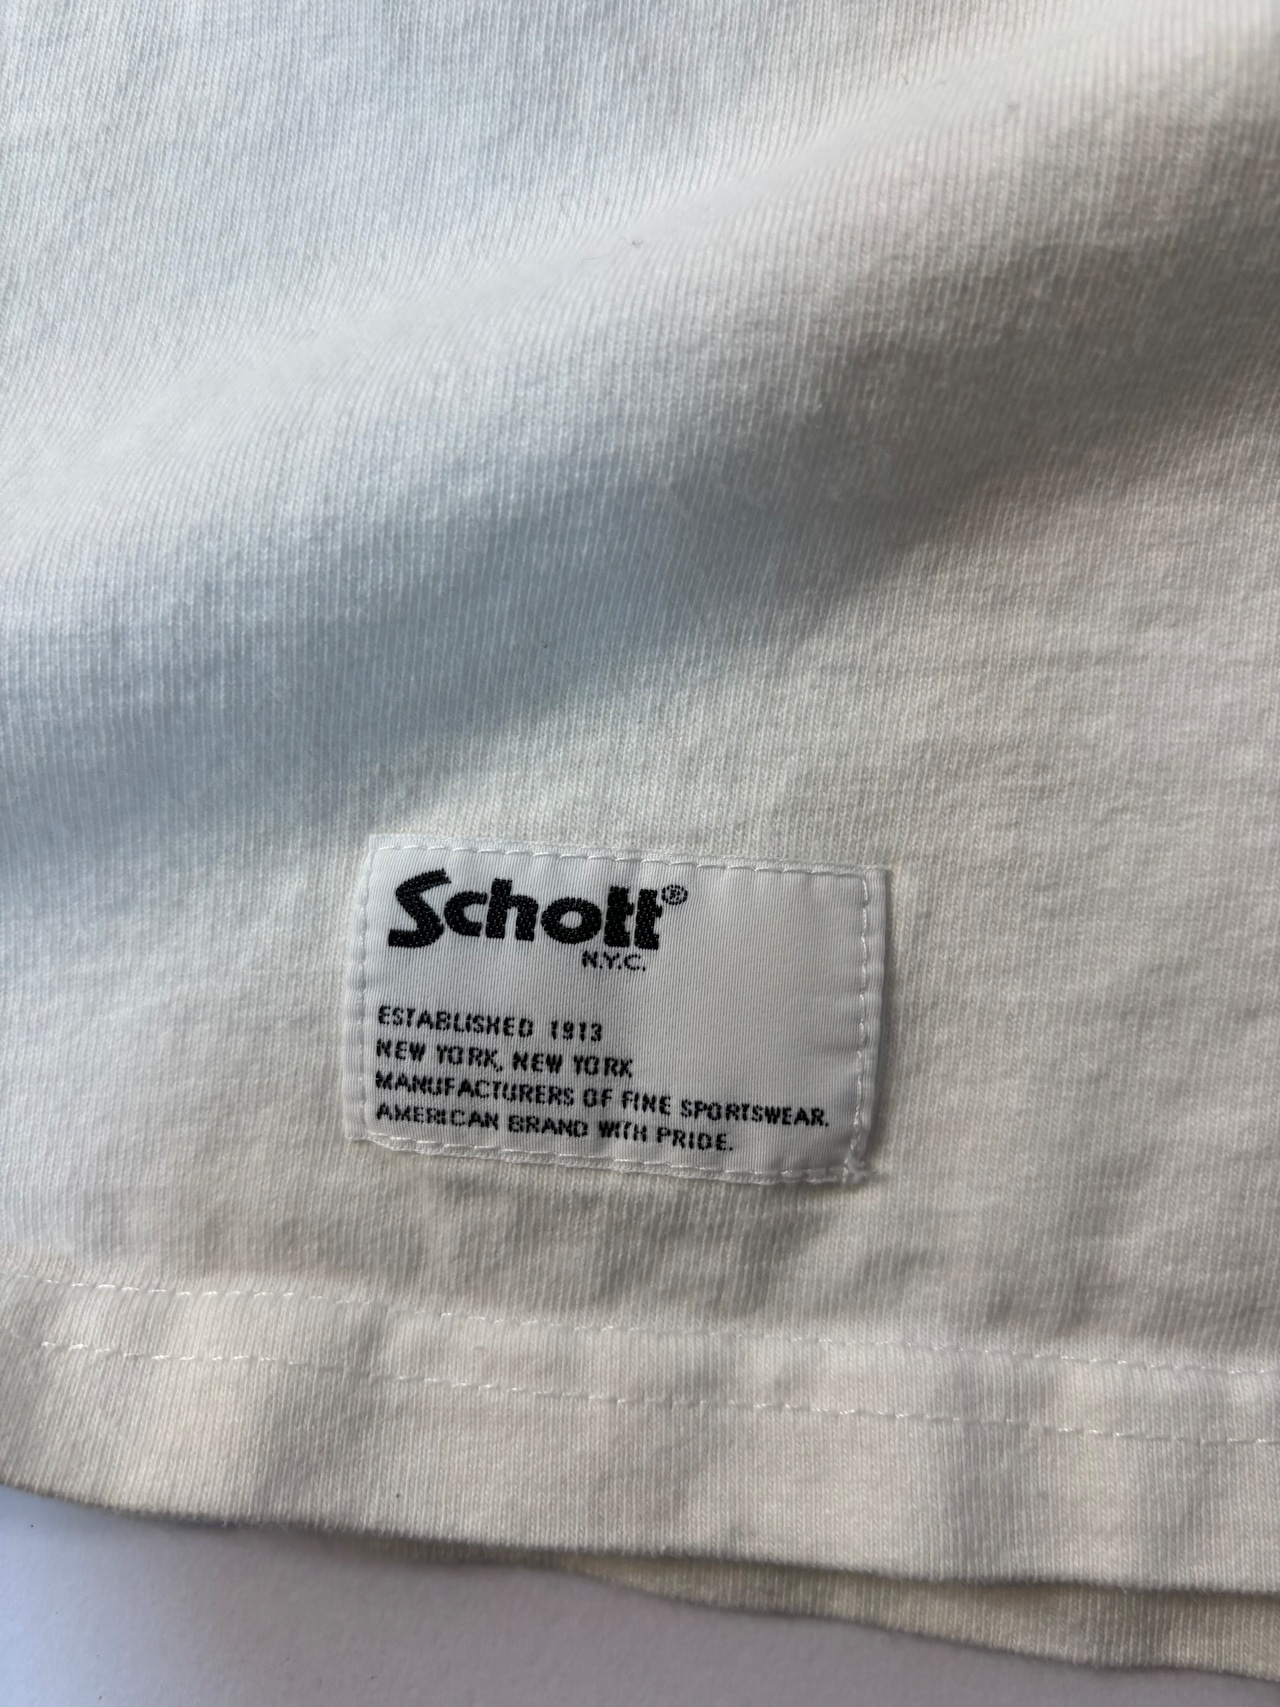 Schott®
N.Y.C.
ESTABLISHED 1913
NEW YORK, NEW YORK
MANUFACTURERS OF FINE SPORTSWEAR.
AMERICAN BRAND WITH PRIDE.